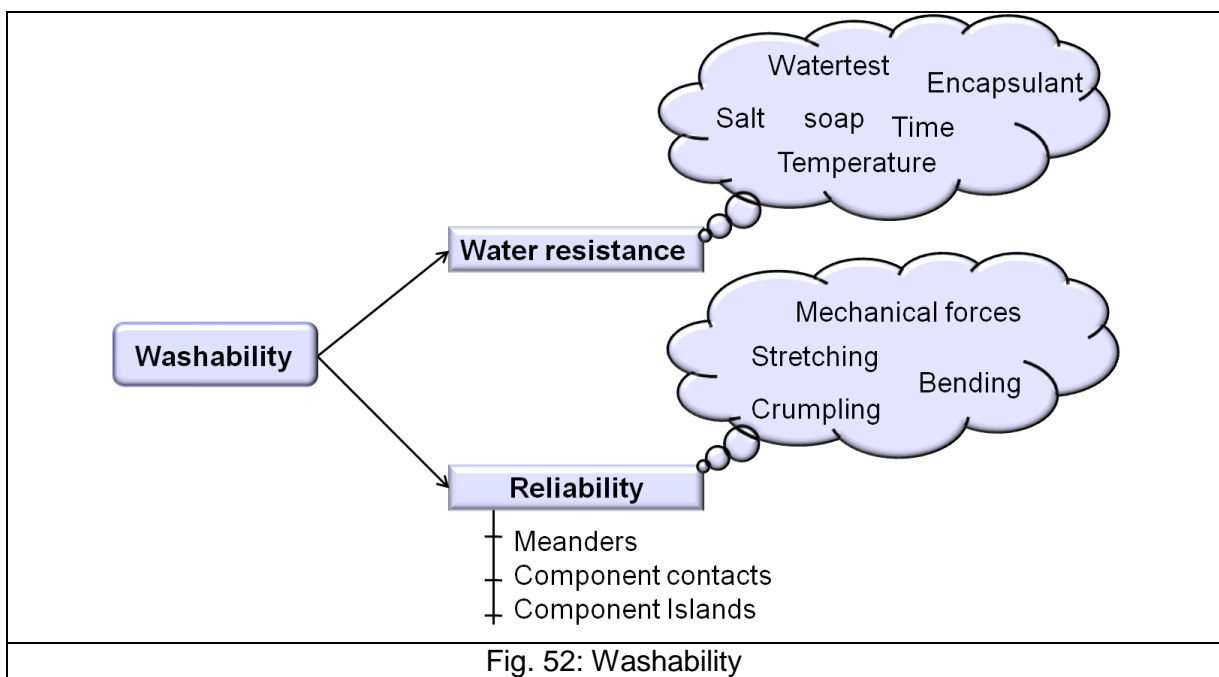 Watertest
Encapsulant
Salt soap Time
Temperature
Water resistance
Mechanical forces
Stretching
Bending
Crumpling
Washability
Reliability
Meanders
Component contacts
Component Islands
Fig. 52: Washability